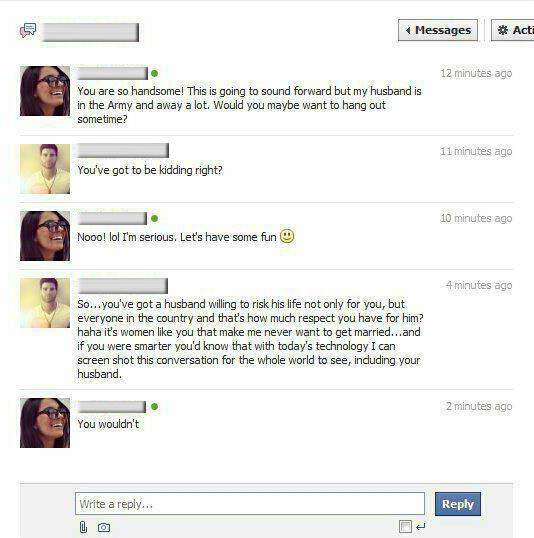 Messages
Acti
12 minutes ago
You are so handsome! This is going to sound forward but my husband is
in the Army and away a lot. Would you maybe want to hang out
sometime?
11 minutes ago
You've got to be kidding right?
10 minutes ago
Nooo! lol I'm serious. Let's have some fun
4 minutes ago
So...you've got a husband willing to risk his life not only for you, but
everyone in the country and that's how much respect you have for him?
haha it's women like you that make me never want to get married...and
if you were smarter you'd know that with today's technology I can
screen shot this conversation for the whole world to see, including your
husband.
2 minutes ago
You wouldn't
Write a reply...
Reply